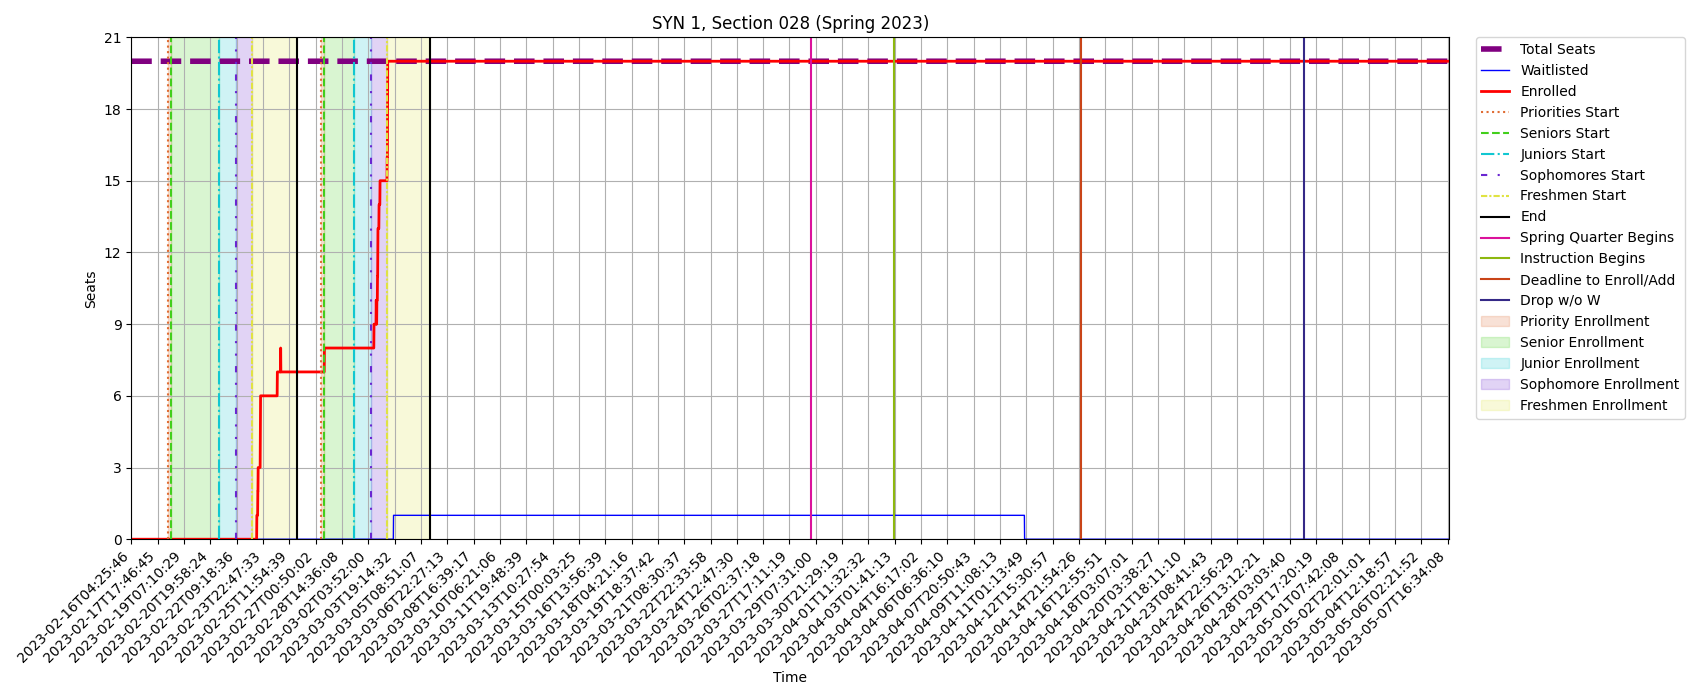 SYN 1, Section 028 (Spring 2023)
Seats
21
18
15
12
9
6
3
0
2023-02-16T04:25:46
2023-02-17T17:46:45
2023-02-19T07:10:29
2023-02-20T19:58:24
2023-02-22T09:18:36
2023-02-23T22:47:33
2023-02-25T11:54:39
2023-02-27T00:50:02
2023-02-28T14:36:08
2023-03-02T03:52:00
2023-03-03T19:14:32
2023-03-05T08:51:07
2023-03-06T22:27:13
2023-03-08T16:39:17
2023-03-10T06:21:06
2023-03-11T19:48:39
2023-03-13T10:27:54
2023-03-15T00:03:25
2023-03-16T13:56:39
2023-03-18T04:21:16
2023-03-19T18:37:42
2023-03-21T08:30:37
2023-03-22T22:33:58
2023-03-24T12:47:30
2023-03-26T02:37:18
2023-03-27T17:11:19
2023-03-29T07:31:00
2023-03-30T21:29:19
2023-04-01T11:32:32
2023-04-03T01:41:13
2023-04-04T16:17:02
2023-04-06T06:36:10
2023-04-07T20:50:43
2023-04-09T11:08:13
2023-04-11T01:13:49
2023-04-12T15:30:57
2023-04-14T21:54:26
2023-04-16T12:55:51
2023-04-18T03:07:01
2023-04-20T03:38:27
2023-04-21T18:11:10
2023-04-23T08:41:43
2023-04-24T22:56:29
2023-04-26T13:12:21
2023-04-28T03:03:40
2023-04-29T17:20:19
2023-05-01T07:42:08
2023-05-02T22:01:01
2023-05-04T12:18:57
2023-05-06T02:21:52
2023-05-07T16:34:08
Time
Total Seats
Waitlisted
Enrolled
Priorities Start
Seniors Start
Juniors Start
Sophomores Start
Freshmen Start
End
Spring Quarter Begins
Instruction Begins
Deadline to Enroll/Add
Drop w/o W
Priority Enrollment
Senior Enrollment
Junior Enrollment
Sophomore Enrollment
Freshmen Enrollment